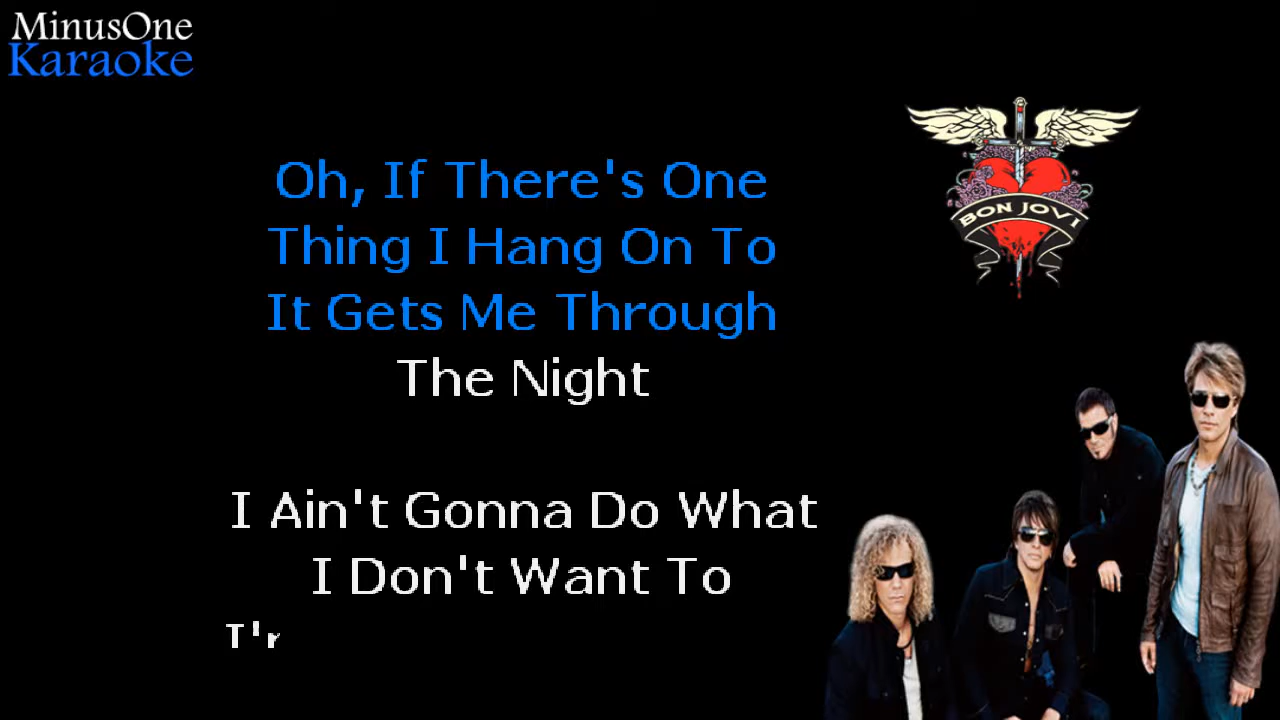 MinusOne
Karaoke
BON JOVI
Oh, If There's One
Thing I Hang On To
It Gets Me Through
The Night
I Ain't Gonna Do What
I Don't Want To
T'r